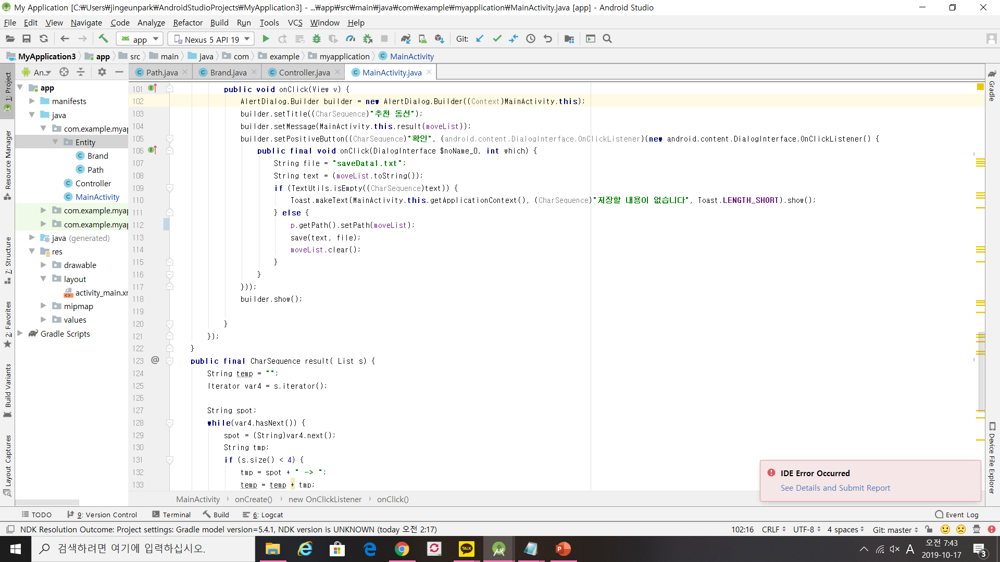 My Application [C:₩Users₩jingeunpark₩AndroidStudioProjects₩MyApplication3] - ...₩app₩src₩main₩java₩com₩example₩myapplication₩MainActivity.java [app] - Android Studio
File Edit View Navigate Code Analyze Refactor Build Run Tools VCS Window Help
app Nexus 5 API 19 Git:
MyApplication3 app src main java com example myapplication MainActivity
An... Path.java Brand.java Controller.java MainActivity.java
1: Project
Resource Manager
7: Structure
2: Favorites
Build Variants
Layout Captures
app
manifests
java
com.example.myap
Entity
Brand
Path
Controller
MainActivity
com.example.myap
com.example.myap
java (generated)
res
drawable
layout
activity_main.xr
mipmap
values
Gradle Scripts
101 public void onClick(View v) {
102 AlertDialog.Builder builder = new AlertDialog.Builder((Context)MainActivity.this);
103 builder.setTitle((CharSequence)"추천 동선");
104 builder.setMessage(MainActivity.this.result(moveList));
105 builder.setPositiveButton((CharSequence)"확인", (android.content.DialogInterface.OnClickListener)(new android.content.DialogInterface.OnClickListener() {
106 public final void onClick(DialogInterface $noName_0, int which) {
107 String file = "saveData1.txt";
108 String text = (moveList.toString());
109 if (TextUtils.isEmpty((CharSequence)text)) {
110 Toast.makeText(MainActivity.this.getApplicationContext(), (CharSequence)"저장할 내용이 없습니다", Toast.LENGTH_SHORT).show();
111 } else {
112 p.getPath().setPath(moveList);
113 save(text, file);
114 moveList.clear();
115 }
116 }
117 }));
118 builder.show();
119
120 }
121 });
122 }
123 @ public final CharSequence result( List s) {
124 String temp = "";
125 Iterator var4 = s.iterator();
126
127 String spot;
128 while(var4.hasNext()) {
129 spot = (String)var4.next();
130 String tmp;
131 if (s.size() < 4) {
132 tmp = spot + " -> ";
133 temp = temp + tmp;
Gradle
Device File Explorer
IDE Error Occurred
See Details and Submit Report
MainActivity › onCreate() › new OnClickListener › onClick()
TODO 9: Version Control Terminal Build 6: Logcat Event Log
NDK Resolution Outcome: Project settings: Gradle model version=5.4.1, NDK version is UNKNOWN (today 오전 2:17) 102:16 CRLF UTF-8 4 spaces Git: master
검색하려면 여기에 입력하십시오.
TALK
A
오전 7:43
2019-10-17
3